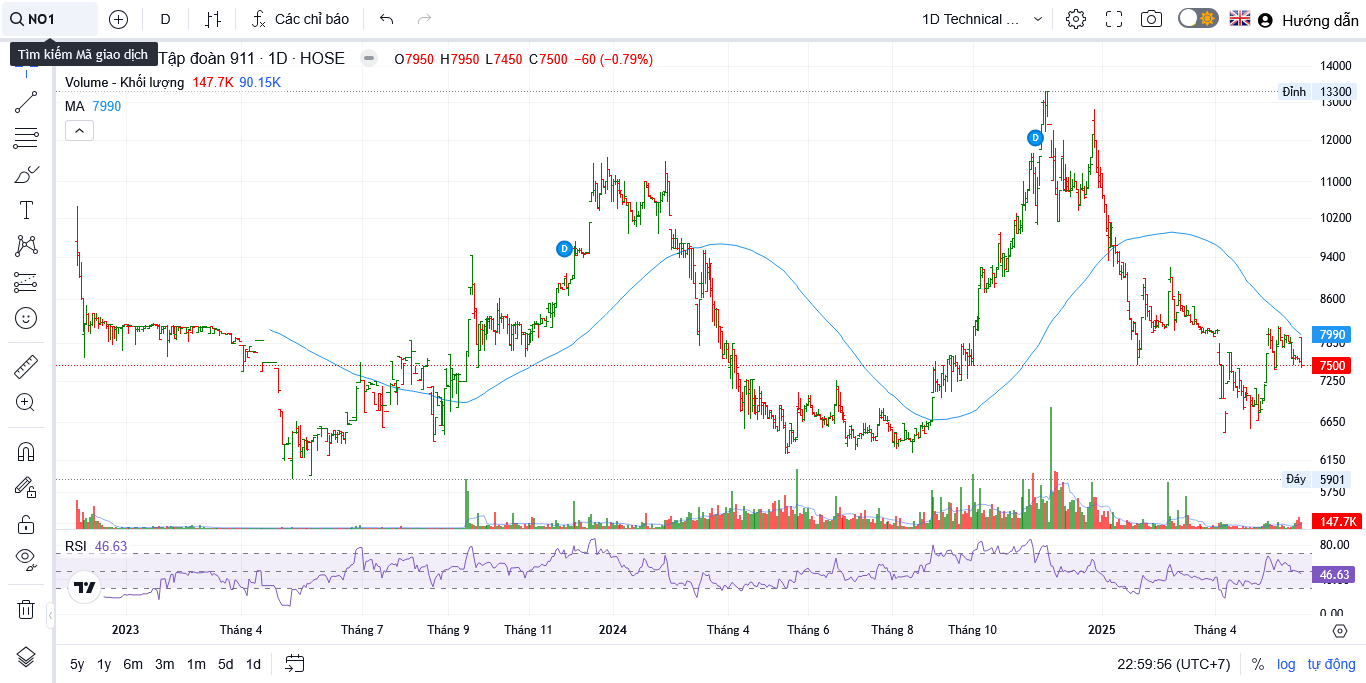 NO1
D
Các chỉ báo
1D Technical ...
Hướng dẫn
Tìm kiếm Mã giao dịch
Tập đoàn 911 · 1D · HOSE
O7950 H7950 L7450 C7500 −60 (−0.79%)
Volume - Khối lượng 147.7K 90.15K
MA 7990
14000
Đỉnh 13300
13000
12000
D
11000
10200
D
9400
8600
7990
7850
7500
7250
6650
6150
Đáy 5901
5750
147.7K
RSI 46.63
80.00
46.63
0.00
2023
Tháng 4
Tháng 7
Tháng 9
Tháng 11
2024
Tháng 4
Tháng 6
Tháng 8
Tháng 10
2025
Tháng 4
5y 1y 6m 3m 1m 5d 1d
22:59:56 (UTC+7)
% log tự động